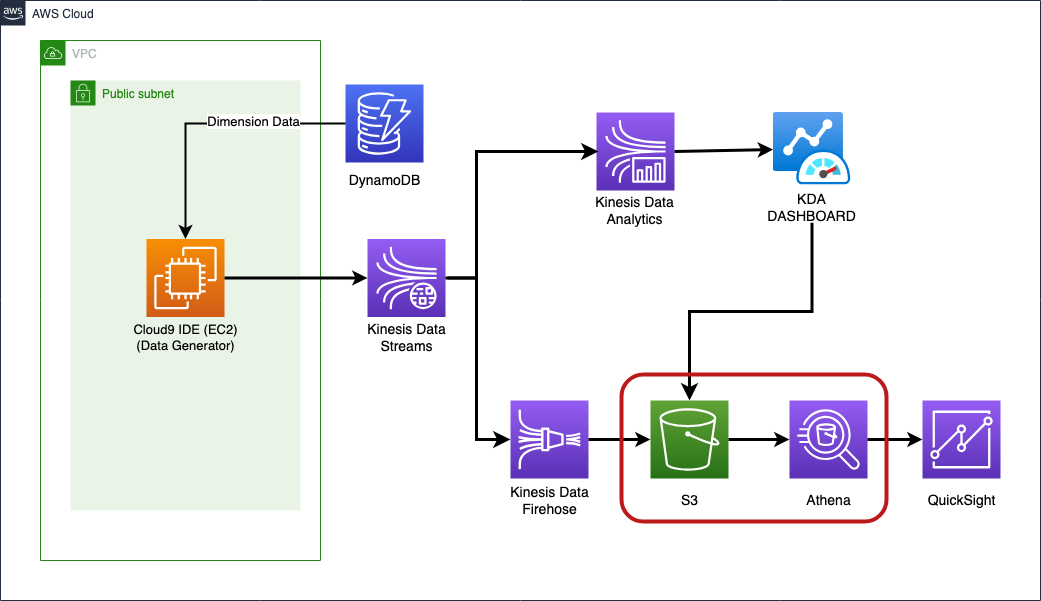 aws
AWS Cloud
VPC
Public subnet
Dimension Data
DynamoDB
Cloud9 IDE (EC2)
(Data Generator)
Kinesis Data
Streams
Kinesis Data
Analytics
KDA
DASHBOARD
Kinesis Data
Firehose
S3
Athena
QuickSight